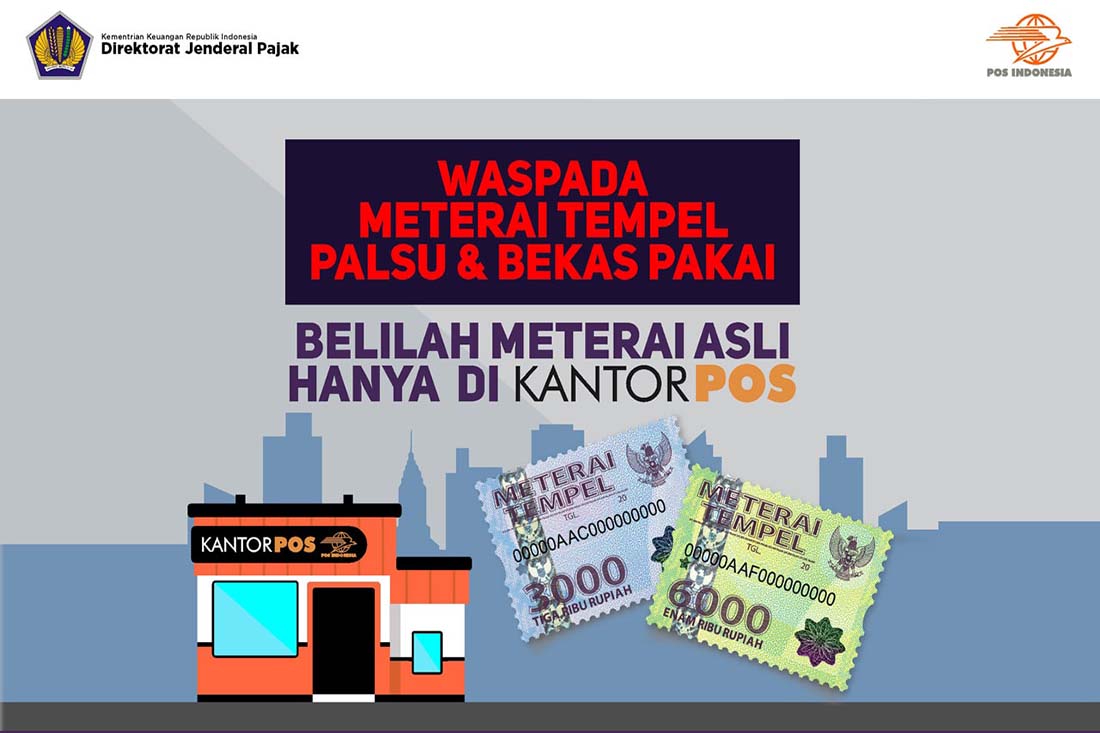 Kementrian Keuangan Republik Indonesia
Direktorat Jenderal Pajak
POS INDONESIA
WASPADA
METERAI TEMPEL
PALSU & BEKAS PAKAI
BELILAH METERAI ASLI
HANYA DI KANTORPOS
KANTORPOS
POS INDONESIA
METERAI
TEMPEL
TGL. 20
00000AAC000000000
3000
TIGA RIBU RUPIAH
METERAI
TEMPEL
TGL. 20
00000AAF000000000
6000
ENAM RIBU RUPIAH